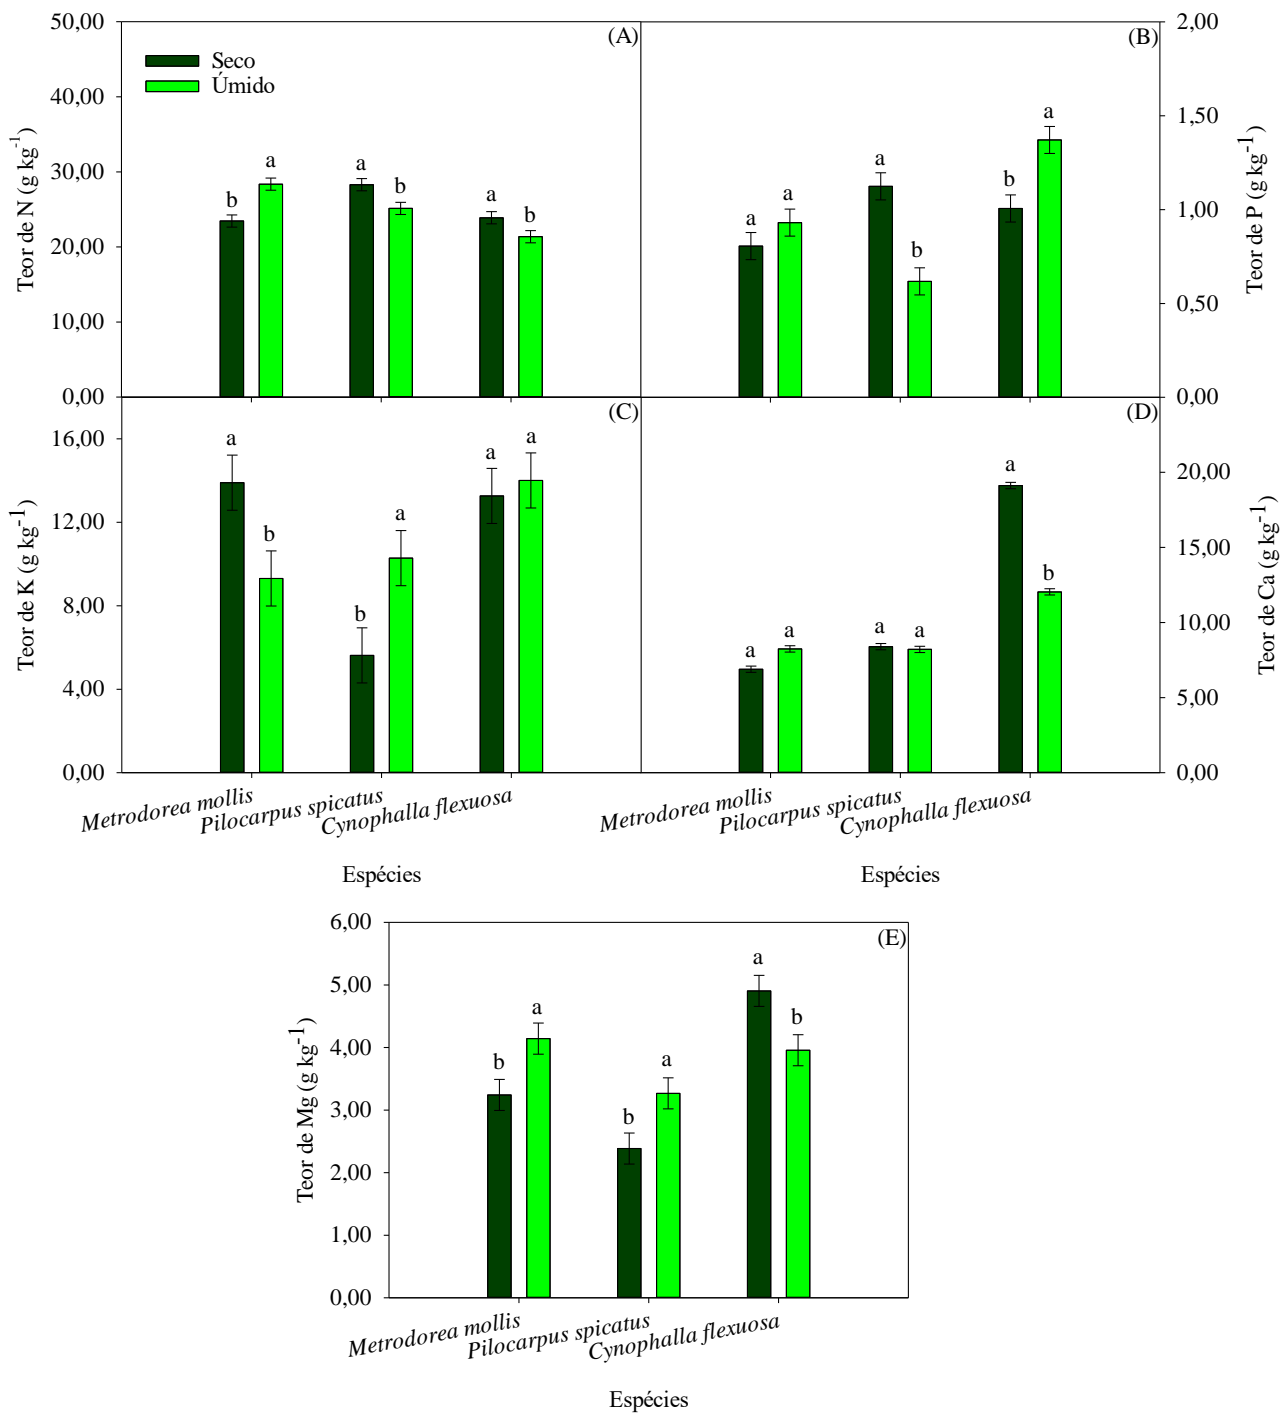 50,00
40,00
30,00
20,00
10,00
0,00
Teor de N (g kg-1)
Seco
Úmido
(A)
b
a
a
b
a
b
(B)
a
a
a
b
b
a
2,00
1,50
1,00
0,50
0,00
Teor de P (g kg-1)
16,00
12,00
8,00
4,00
0,00
Teor de K (g kg-1)
(C)
a
b
b
a
a
a
Metrodorea mollis
Pilocarpus spicatus
Cynophalla flexuosa
Espécies
(D)
a
a
a
a
a
b
20,00
15,00
10,00
5,00
0,00
Teor de Ca (g kg-1)
Metrodorea mollis
Pilocarpus spicatus
Cynophalla flexuosa
Espécies
6,00
5,00
4,00
3,00
2,00
1,00
0,00
Teor de Mg (g kg-1)
(E)
b
a
b
a
a
b
Metrodorea mollis
Pilocarpus spicatus
Cynophalla flexuosa
Espécies